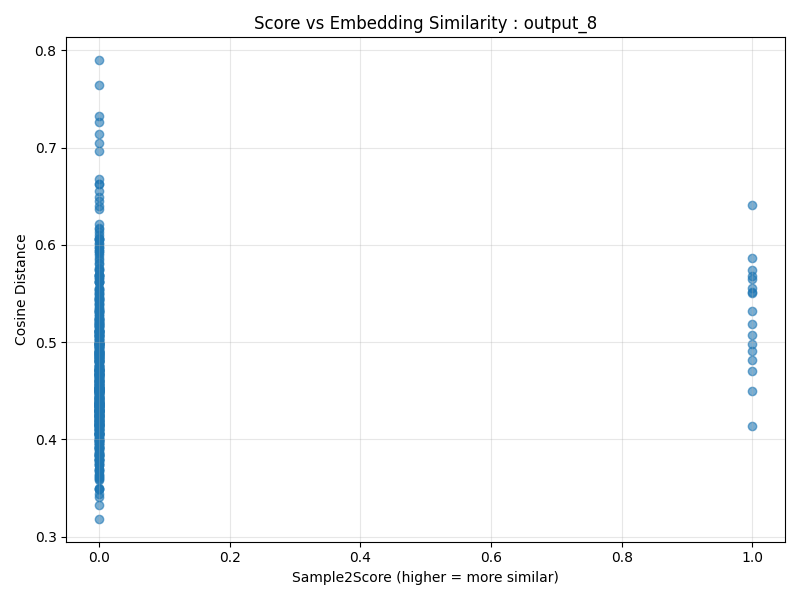 Score vs Embedding Similarity : output_8
0.8
0.7
0.6
0.5
0.4
0.3
Cosine Distance
0.0 0.2 0.4 0.6 0.8 1.0
Sample2Score (higher = more similar)